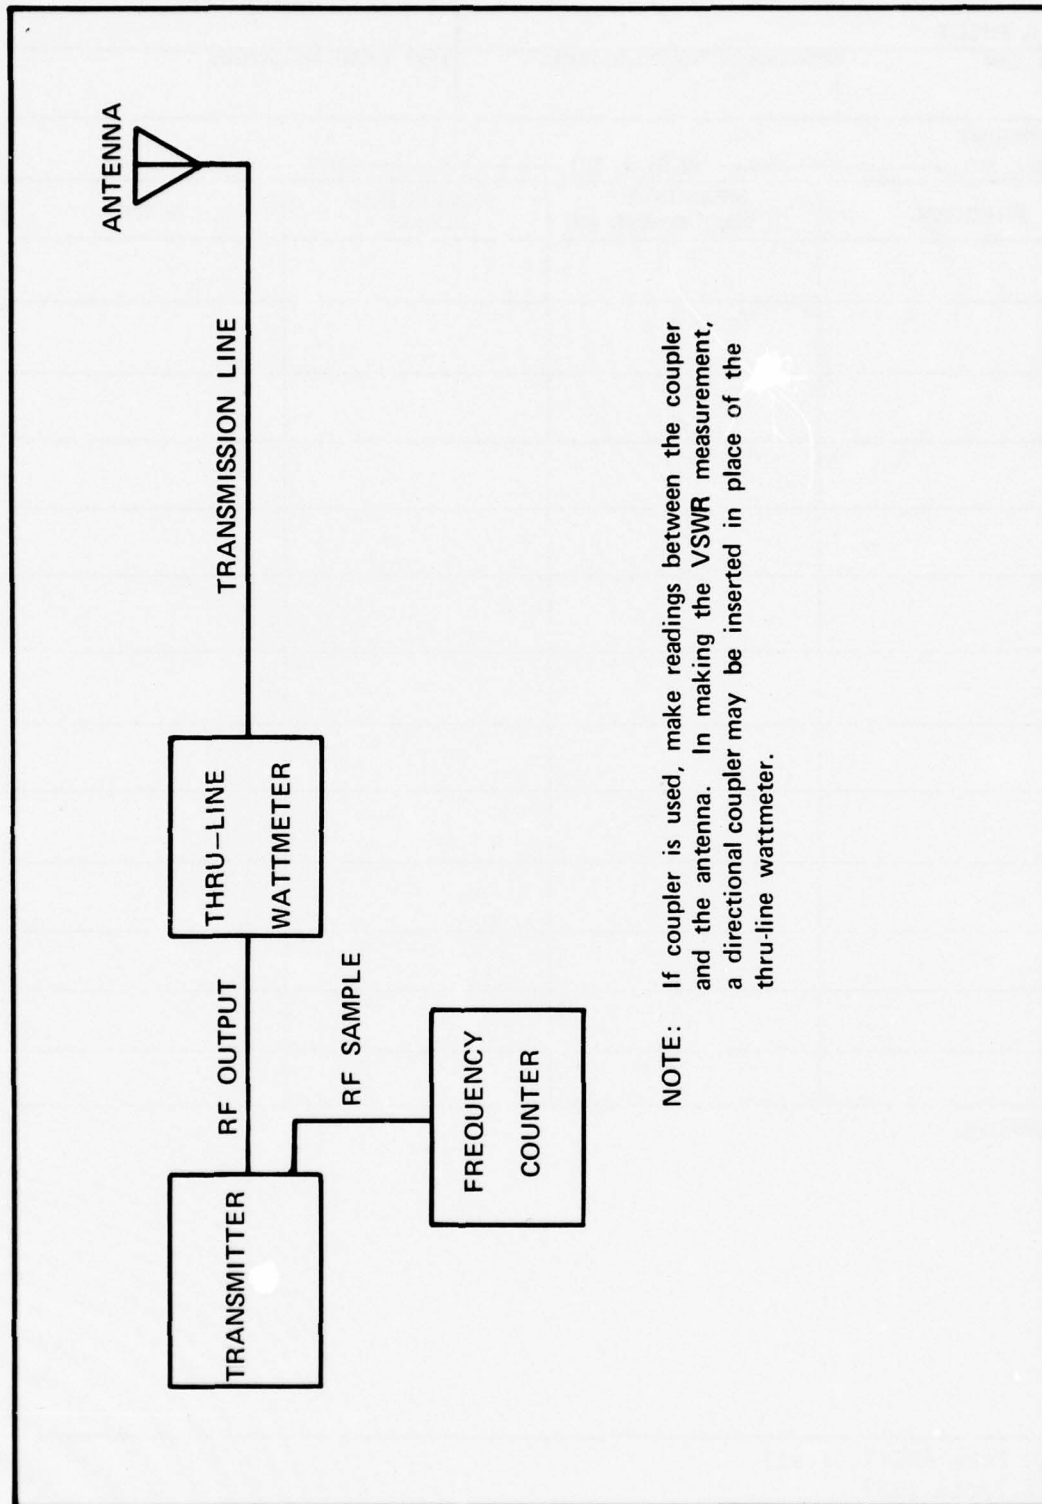 ANTENNA
TRANSMISSION LINE
THRU–LINE
WATTMETER
RF OUTPUT
RF SAMPLE
TRANSMITTER
FREQUENCY
COUNTER
NOTE: If coupler is used, make readings between the coupler
and the antenna. In making the VSWR measurement,
a directional coupler may be inserted in place of the
thru-line wattmeter.